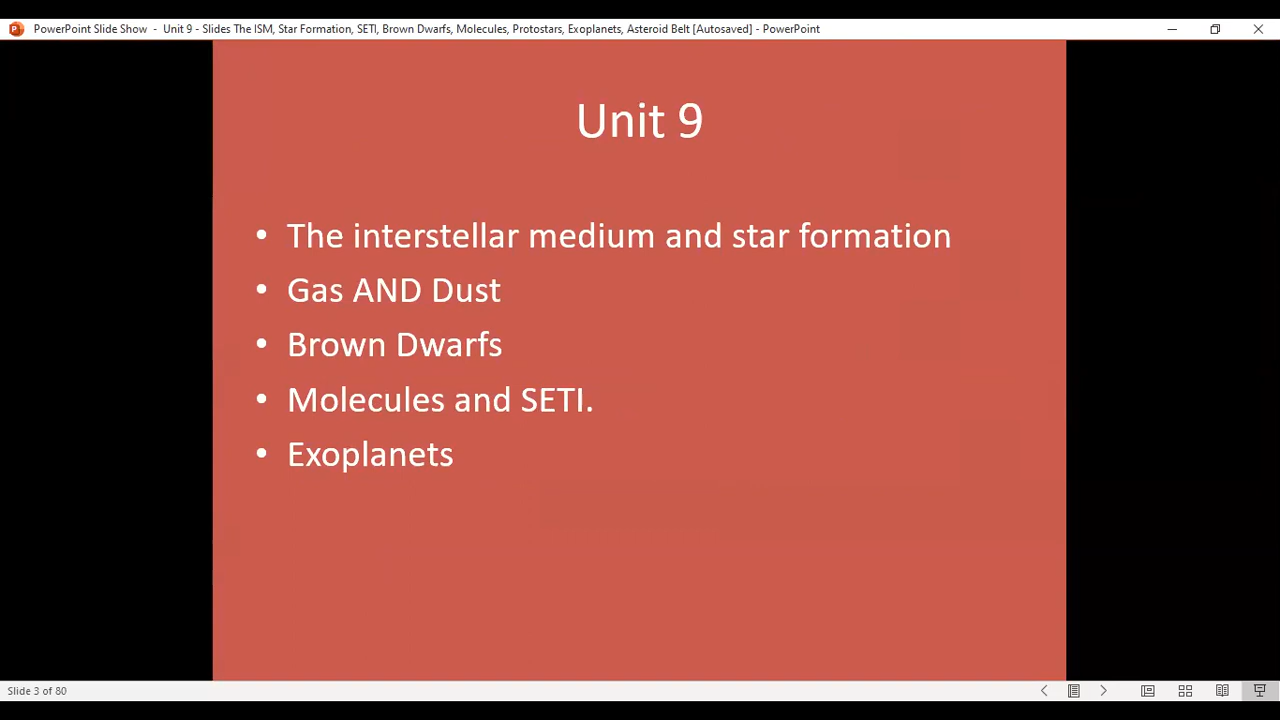 PowerPoint Slide Show - Unit 9 - Slides The ISM, Star Formation, SETI, Brown Dwarfs, Molecules, Protostars, Exoplanets, Asteroid Belt [Autosaved] - PowerPoint
Unit 9
• The interstellar medium and star formation
• Gas AND Dust
• Brown Dwarfs
• Molecules and SETI.
• Exoplanets
Slide 3 of 80